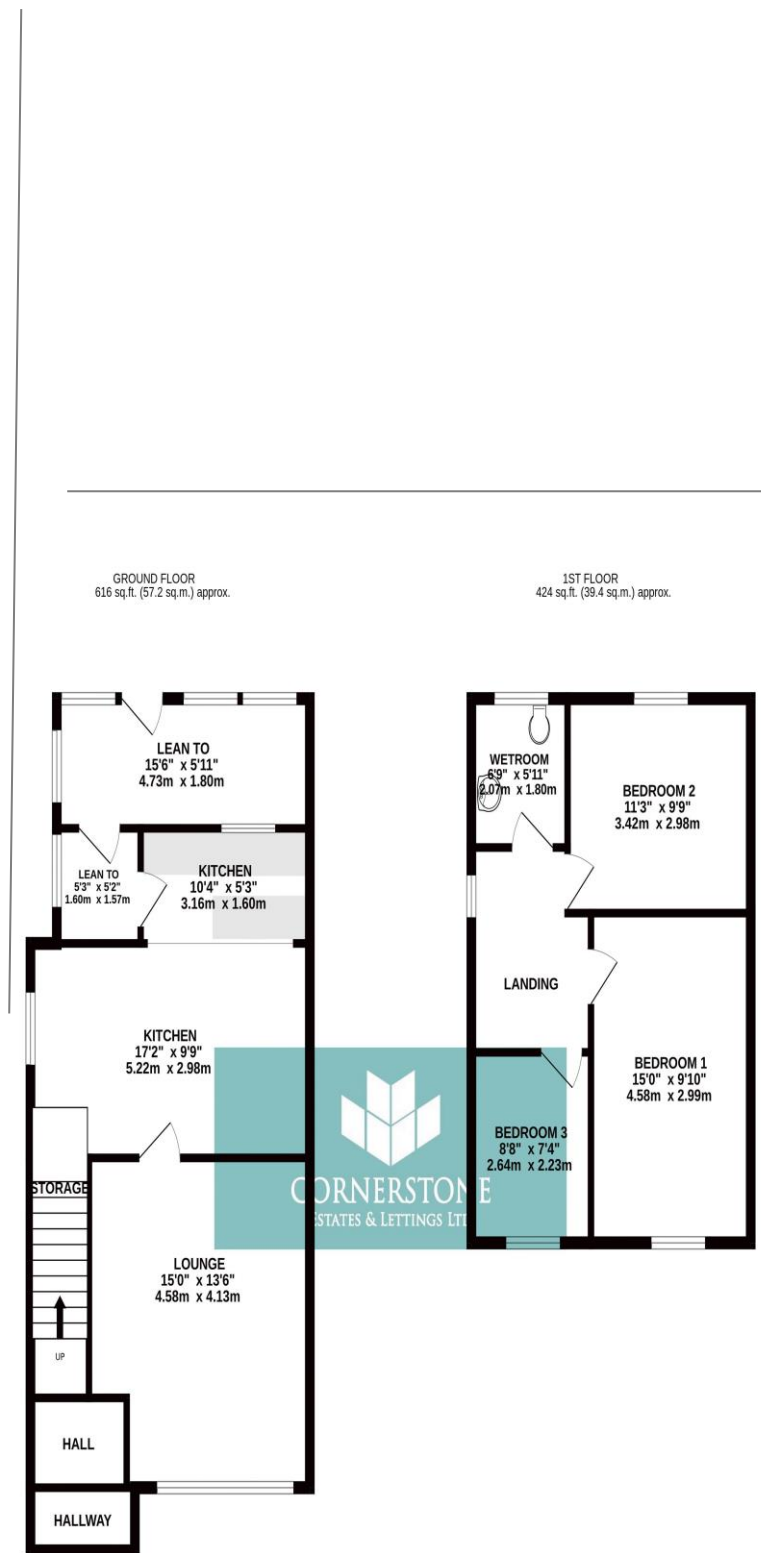 GROUND FLOOR
616 sq.ft. (57.2 sq.m.) approx.
1ST FLOOR
424 sq.ft. (39.4 sq.m.) approx.
LEAN TO
15'6" x 5'11"
4.73m x 1.80m
LEAN TO
5'3" x 5'2"
1.60m x 1.57m
KITCHEN
10'4" x 5'3"
3.16m x 1.60m
KITCHEN
17'2" x 9'9"
5.22m x 2.98m
STORAGE
UP
LOUNGE
15'0" x 13'6"
4.58m x 4.13m
HALL
HALLWAY
WETROOM
6'9" x 5'11"
2.07m x 1.80m
BEDROOM 2
11'3" x 9'9"
3.42m x 2.98m
LANDING
BEDROOM 1
15'0" x 9'10"
4.58m x 2.99m
BEDROOM 3
8'8" x 7'4"
2.64m x 2.23m
CORNERSTONE
ESTATES & LETTINGS LTD